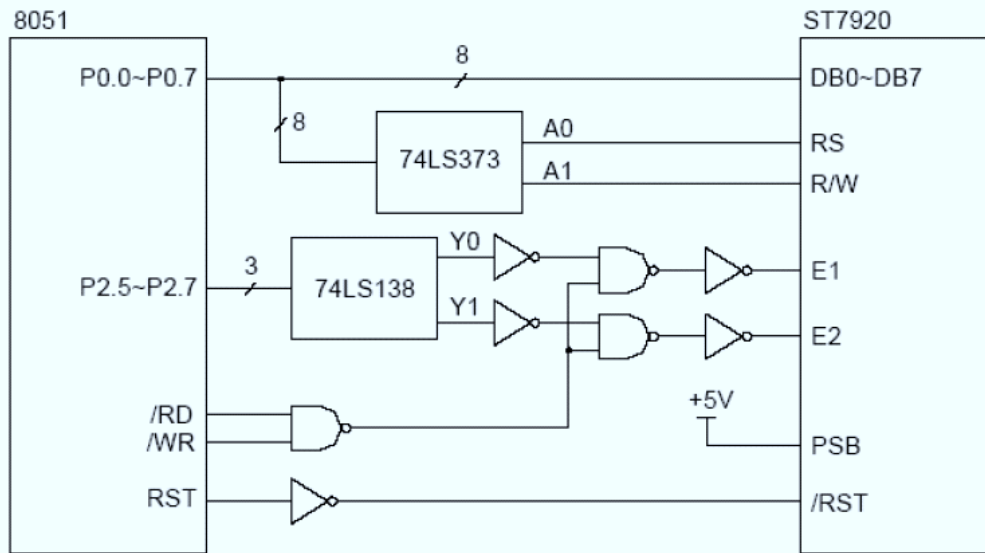 8051
ST7920
P0.0~P0.7
8
DB0~DB7
8
74LS373
A0
RS
A1
R/W
P2.5~P2.7
3
74LS138
Y0
E1
Y1
E2
/RD
/WR
+5V
PSB
RST
/RST